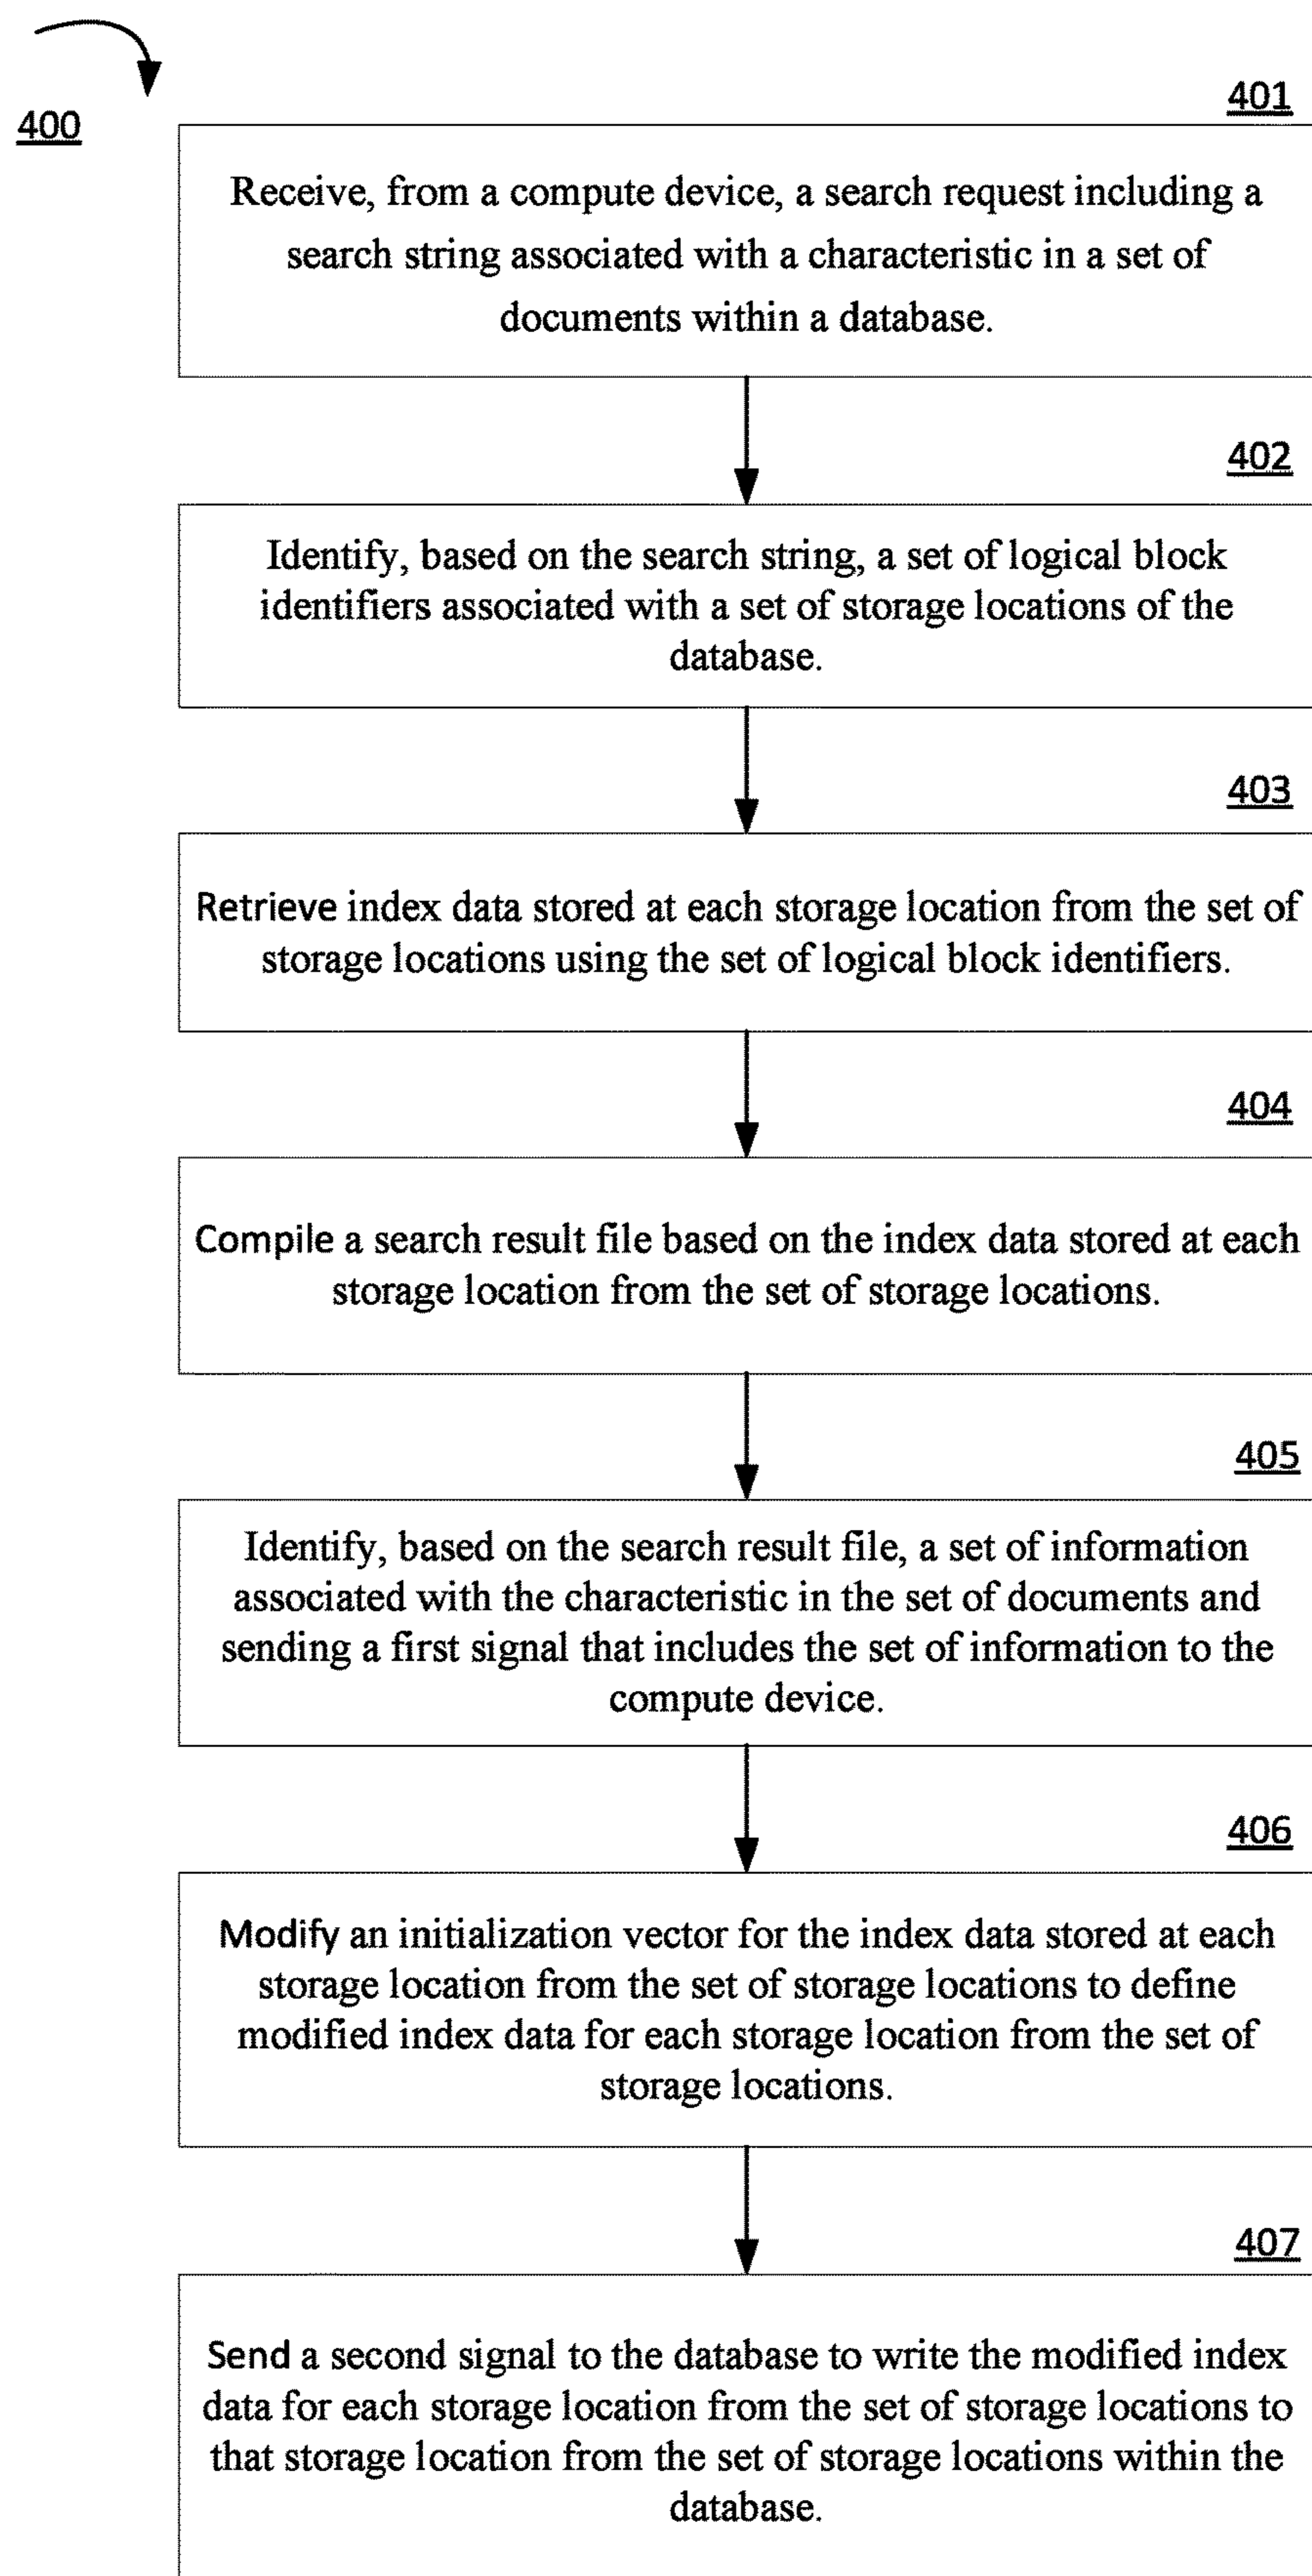 400
401
Receive, from a compute device, a search request including a
search string associated with a characteristic in a set of
documents within a database.
402
Identify, based on the search string, a set of logical block
identifiers associated with a set of storage locations of the
database.
403
Retrieve index data stored at each storage location from the set of
storage locations using the set of logical block identifiers.
404
Compile a search result file based on the index data stored at each
storage location from the set of storage locations.
405
Identify, based on the search result file, a set of information
associated with the characteristic in the set of documents and
sending a first signal that includes the set of information to the
compute device.
406
Modify an initialization vector for the index data stored at each
storage location from the set of storage locations to define
modified index data for each storage location from the set of
storage locations.
407
Send a second signal to the database to write the modified index
data for each storage location from the set of storage locations to
that storage location from the set of storage locations within the
database.